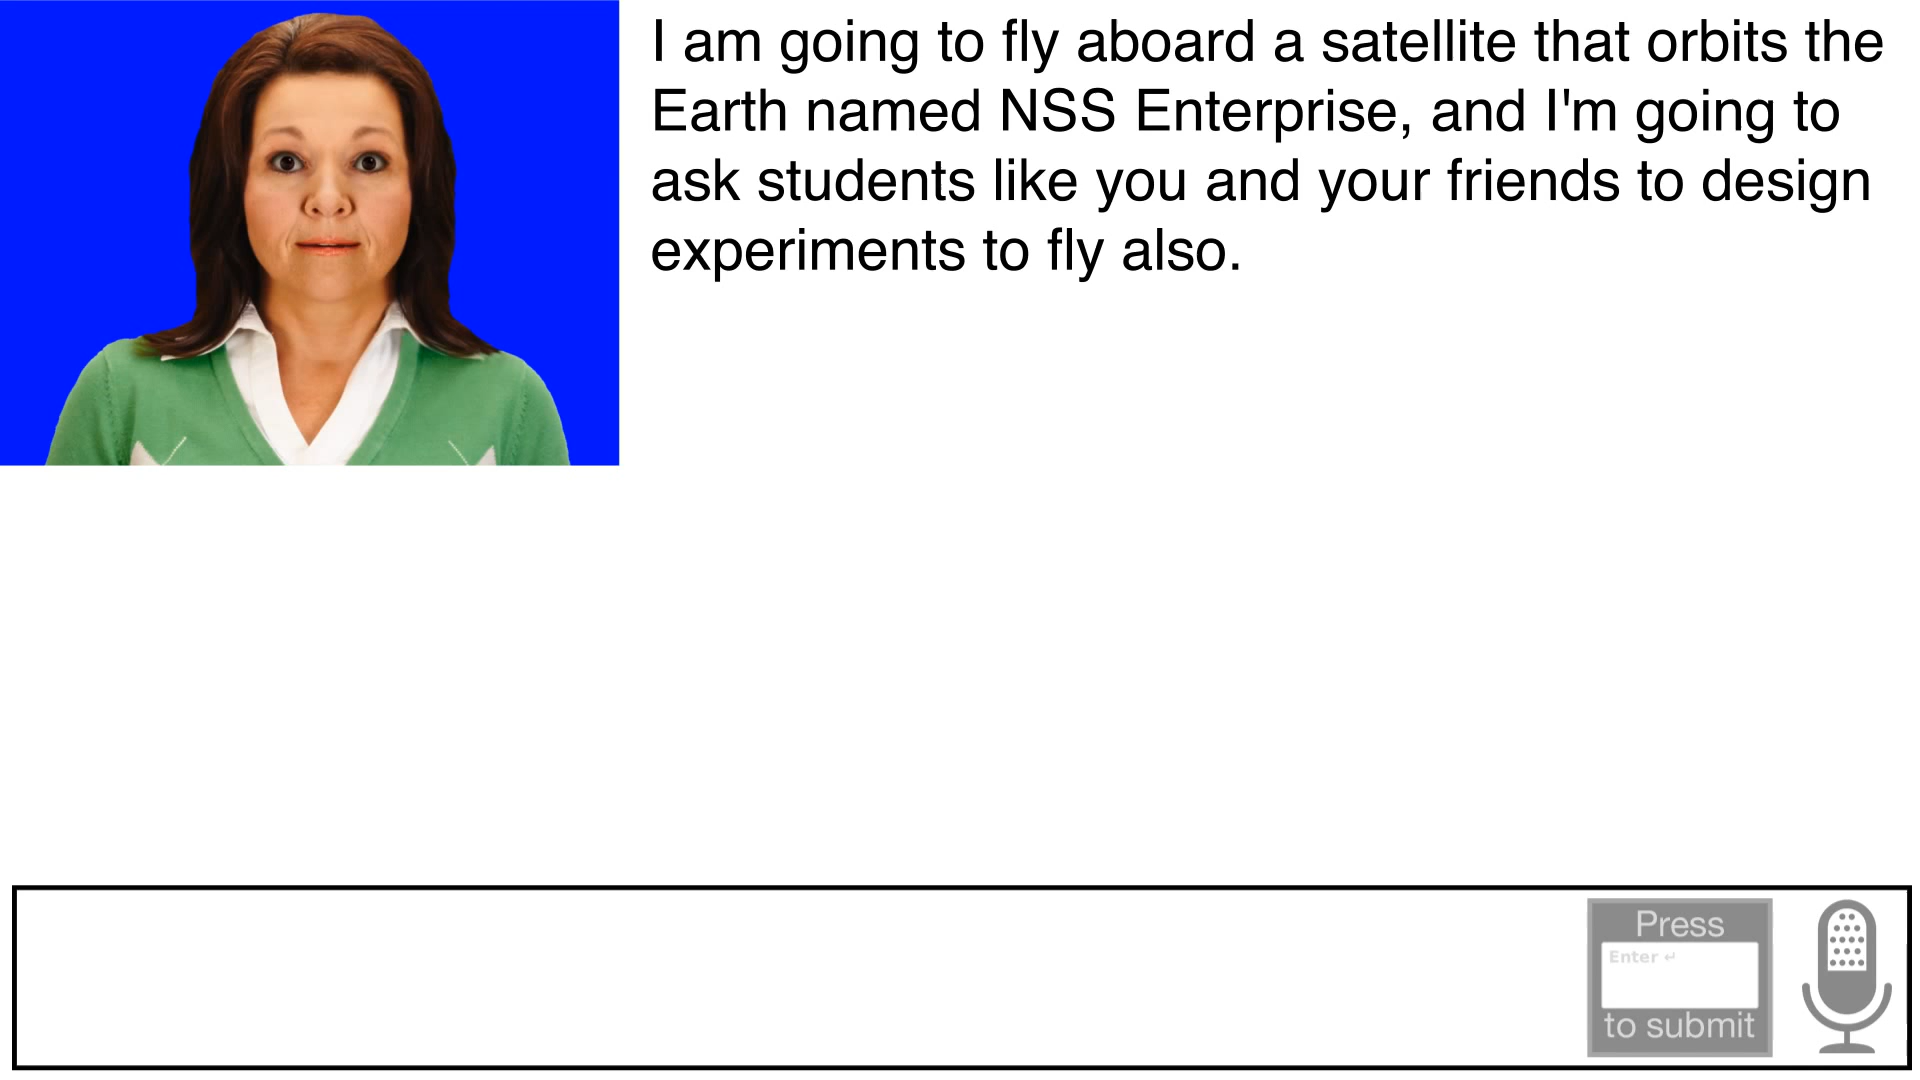 I am going to fly aboard a satellite that orbits the
Earth named NSS Enterprise, and I'm going to
ask students like you and your friends to design
experiments to fly also.
Press
Enter ↵
to submit